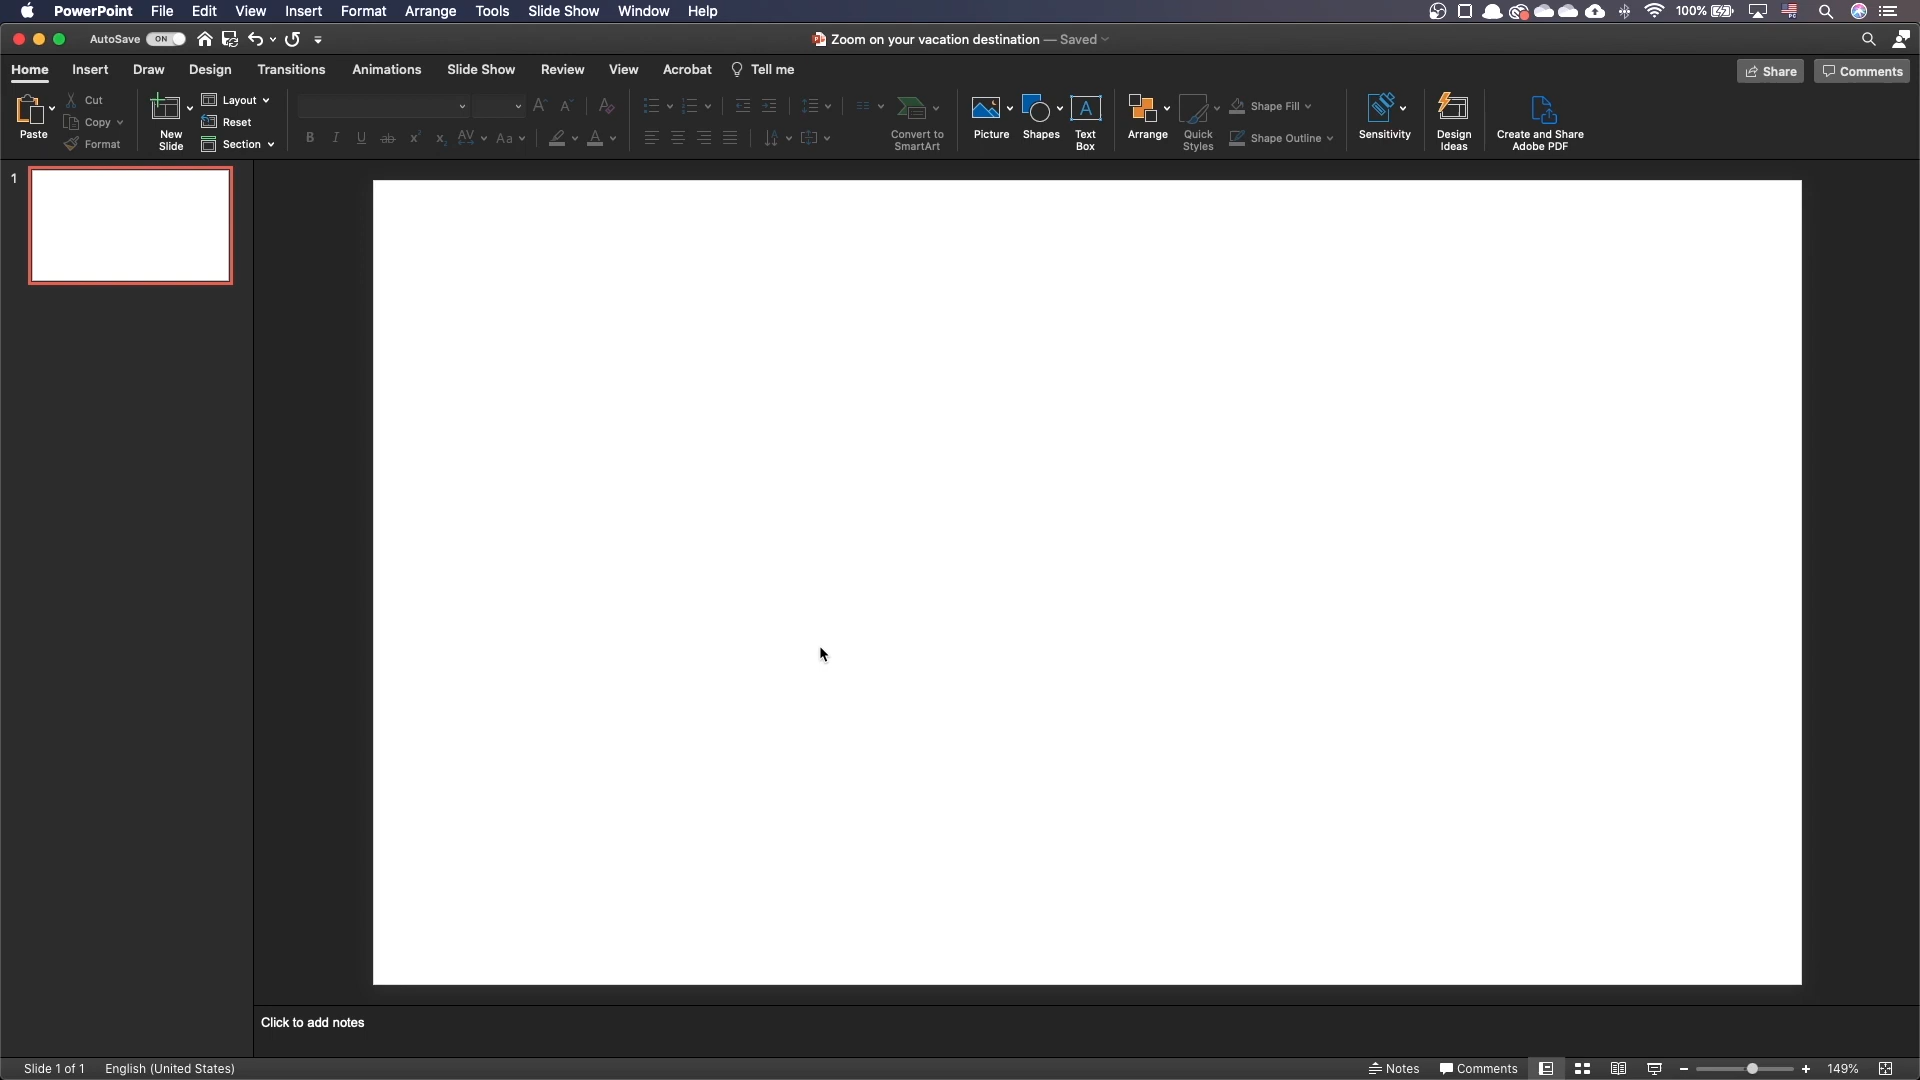 PowerPoint File Edit View Insert Format Arrange Tools Slide Show Window Help 100%
AutoSave ON Zoom on your vacation destination — Saved
Home Insert Draw Design Transitions Animations Slide Show Review View Acrobat Tell me Share Comments
Paste
Cut
Copy
Format
New
Slide
Layout
Reset
Section
Convert to
SmartArt
Picture
Shapes
Text
Box
Arrange
Quick
Styles
Shape Fill
Shape Outline
Sensitivity
Design
Ideas
Create and Share
Adobe PDF
1
Click to add notes
Slide 1 of 1 English (United States) Notes Comments 149%